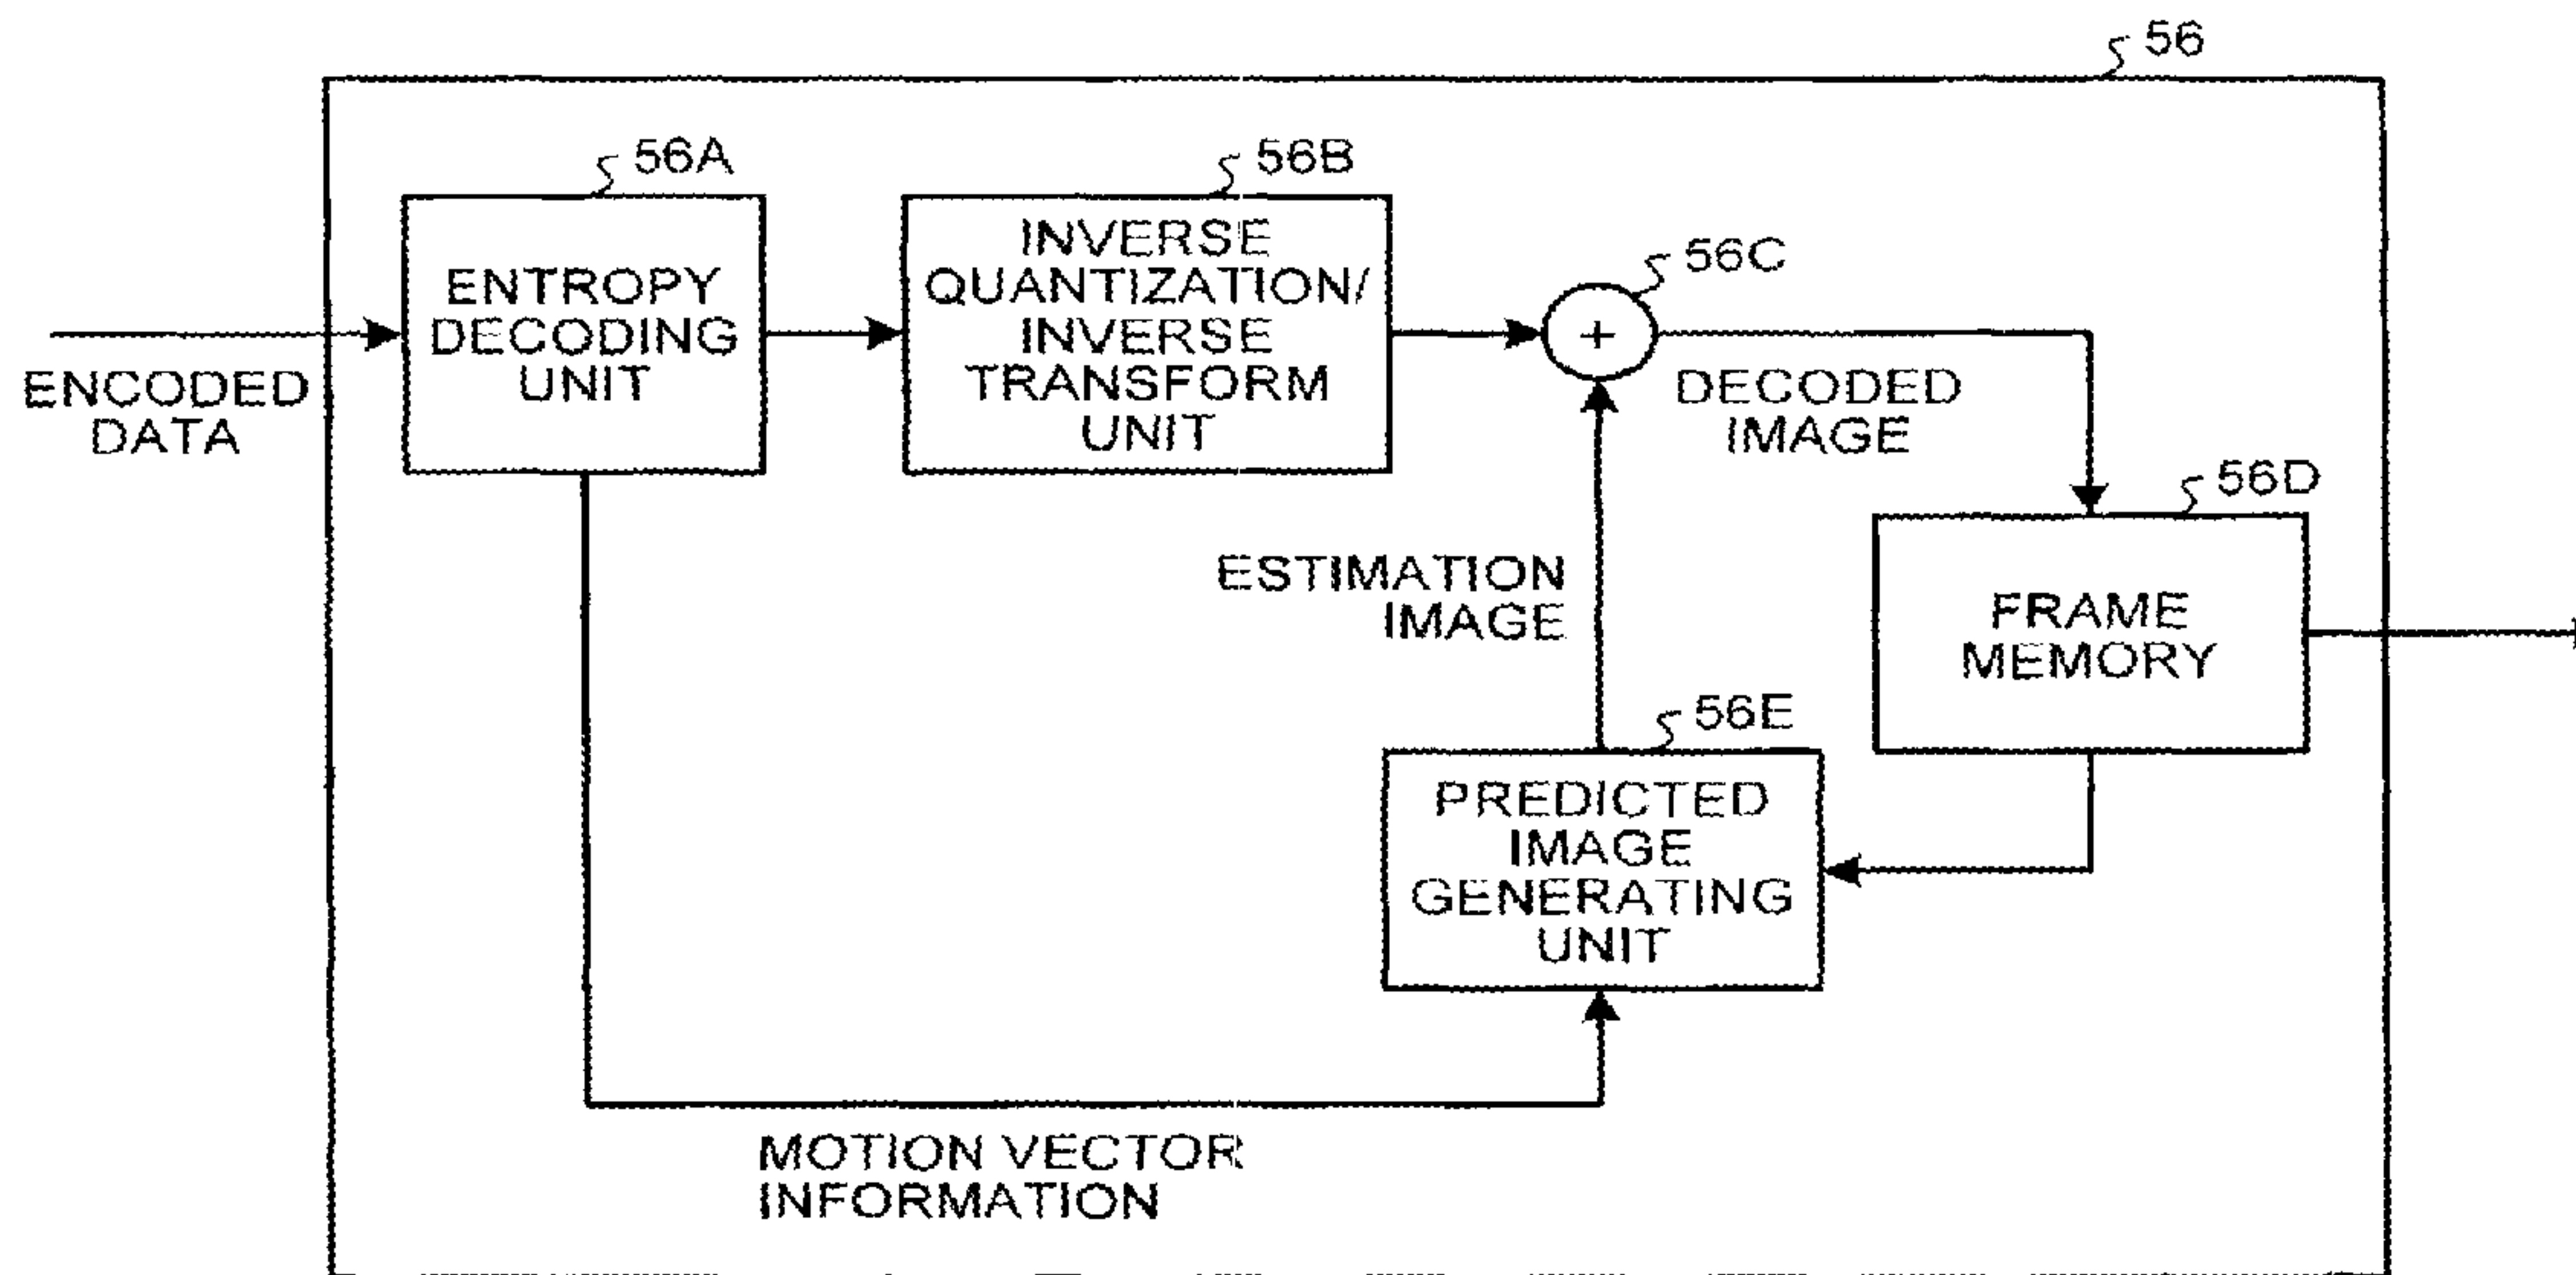 56
56A
56B
ENTROPY
DECODING
UNIT
INVERSE
QUANTIZATION/
INVERSE
TRANSFORM
UNIT
56C
+
ENCODED
DATA
DECODED
IMAGE
56D
ESTIMATION
IMAGE
FRAME
MEMORY
56E
PREDICTED
IMAGE
GENERATING
UNIT
MOTION VECTOR
INFORMATION